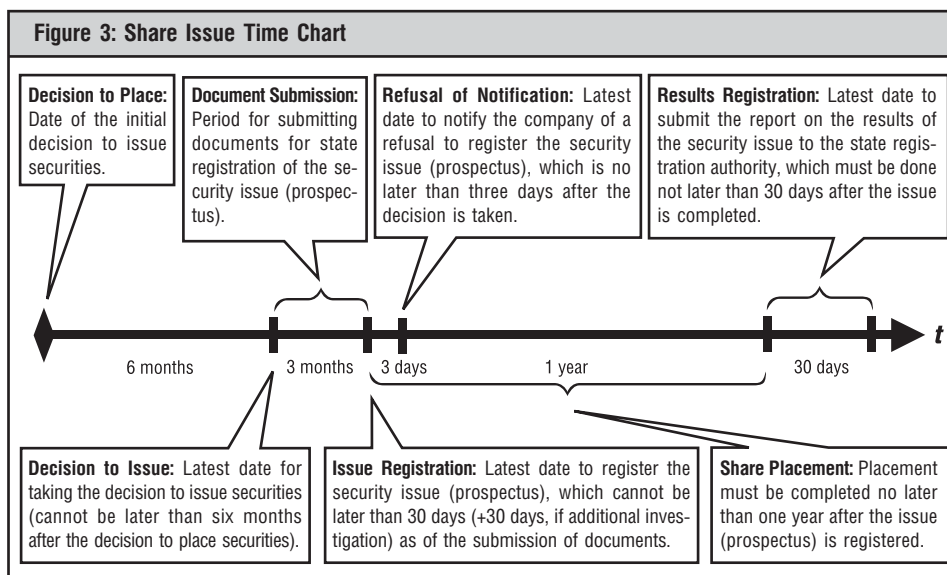 Figure 3: Share Issue Time Chart
Decision to Place:
Date of the initial
decision to issue
securities.
Document Submission:
Period for submitting
documents for state
registration of the se-
curity issue (prospec-
tus).
Refusal of Notification: Latest
date to notify the company of a
refusal to register the security
issue (prospectus), which is no
later than three days after the
decision is taken.
Results Registration: Latest date to
submit the report on the results of
the security issue to the state reg-
istration authority, which must be done
not later than 30 days after the issue
is completed.
t
6 months
3 months
3 days
1 year
30 days
Decision to Issue: Latest date for
taking the decision to issue securities
(cannot be later than six months
after the decision to place securities).
Issue Registration: Latest date to register the
security issue (prospectus), which cannot be
later than 30 days (+30 days, if additional inves-
tigation) as of the submission of documents.
Share Placement: Placement
must be completed no later
than one year after the issue
(prospectus) is registered.